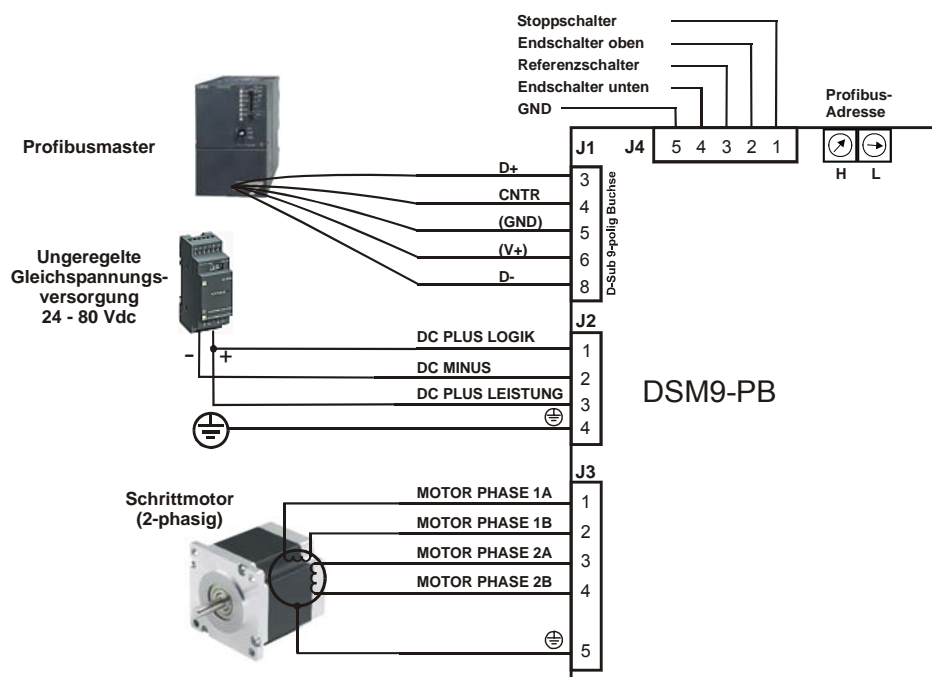 Stoppschalter
Endschalter oben
Referenzschalter
Endschalter unten
GND
Profibus-
Adresse
J1
J4
5 4 3 2 1
H L
Profibusmaster
D+
3
CNTR
4
(GND)
5
(V+)
6
D-
8
D-Sub 9-polig Buchse
Ungeregelte
Gleichspannungs-
versorgung
24 - 80 Vdc
- +
J2
DC PLUS LOGIK
1
DC MINUS
2
DC PLUS LEISTUNG
3
4
DSM9-PB
Schrittmotor
(2-phasig)
J3
MOTOR PHASE 1A
1
MOTOR PHASE 1B
2
MOTOR PHASE 2A
3
MOTOR PHASE 2B
4
5